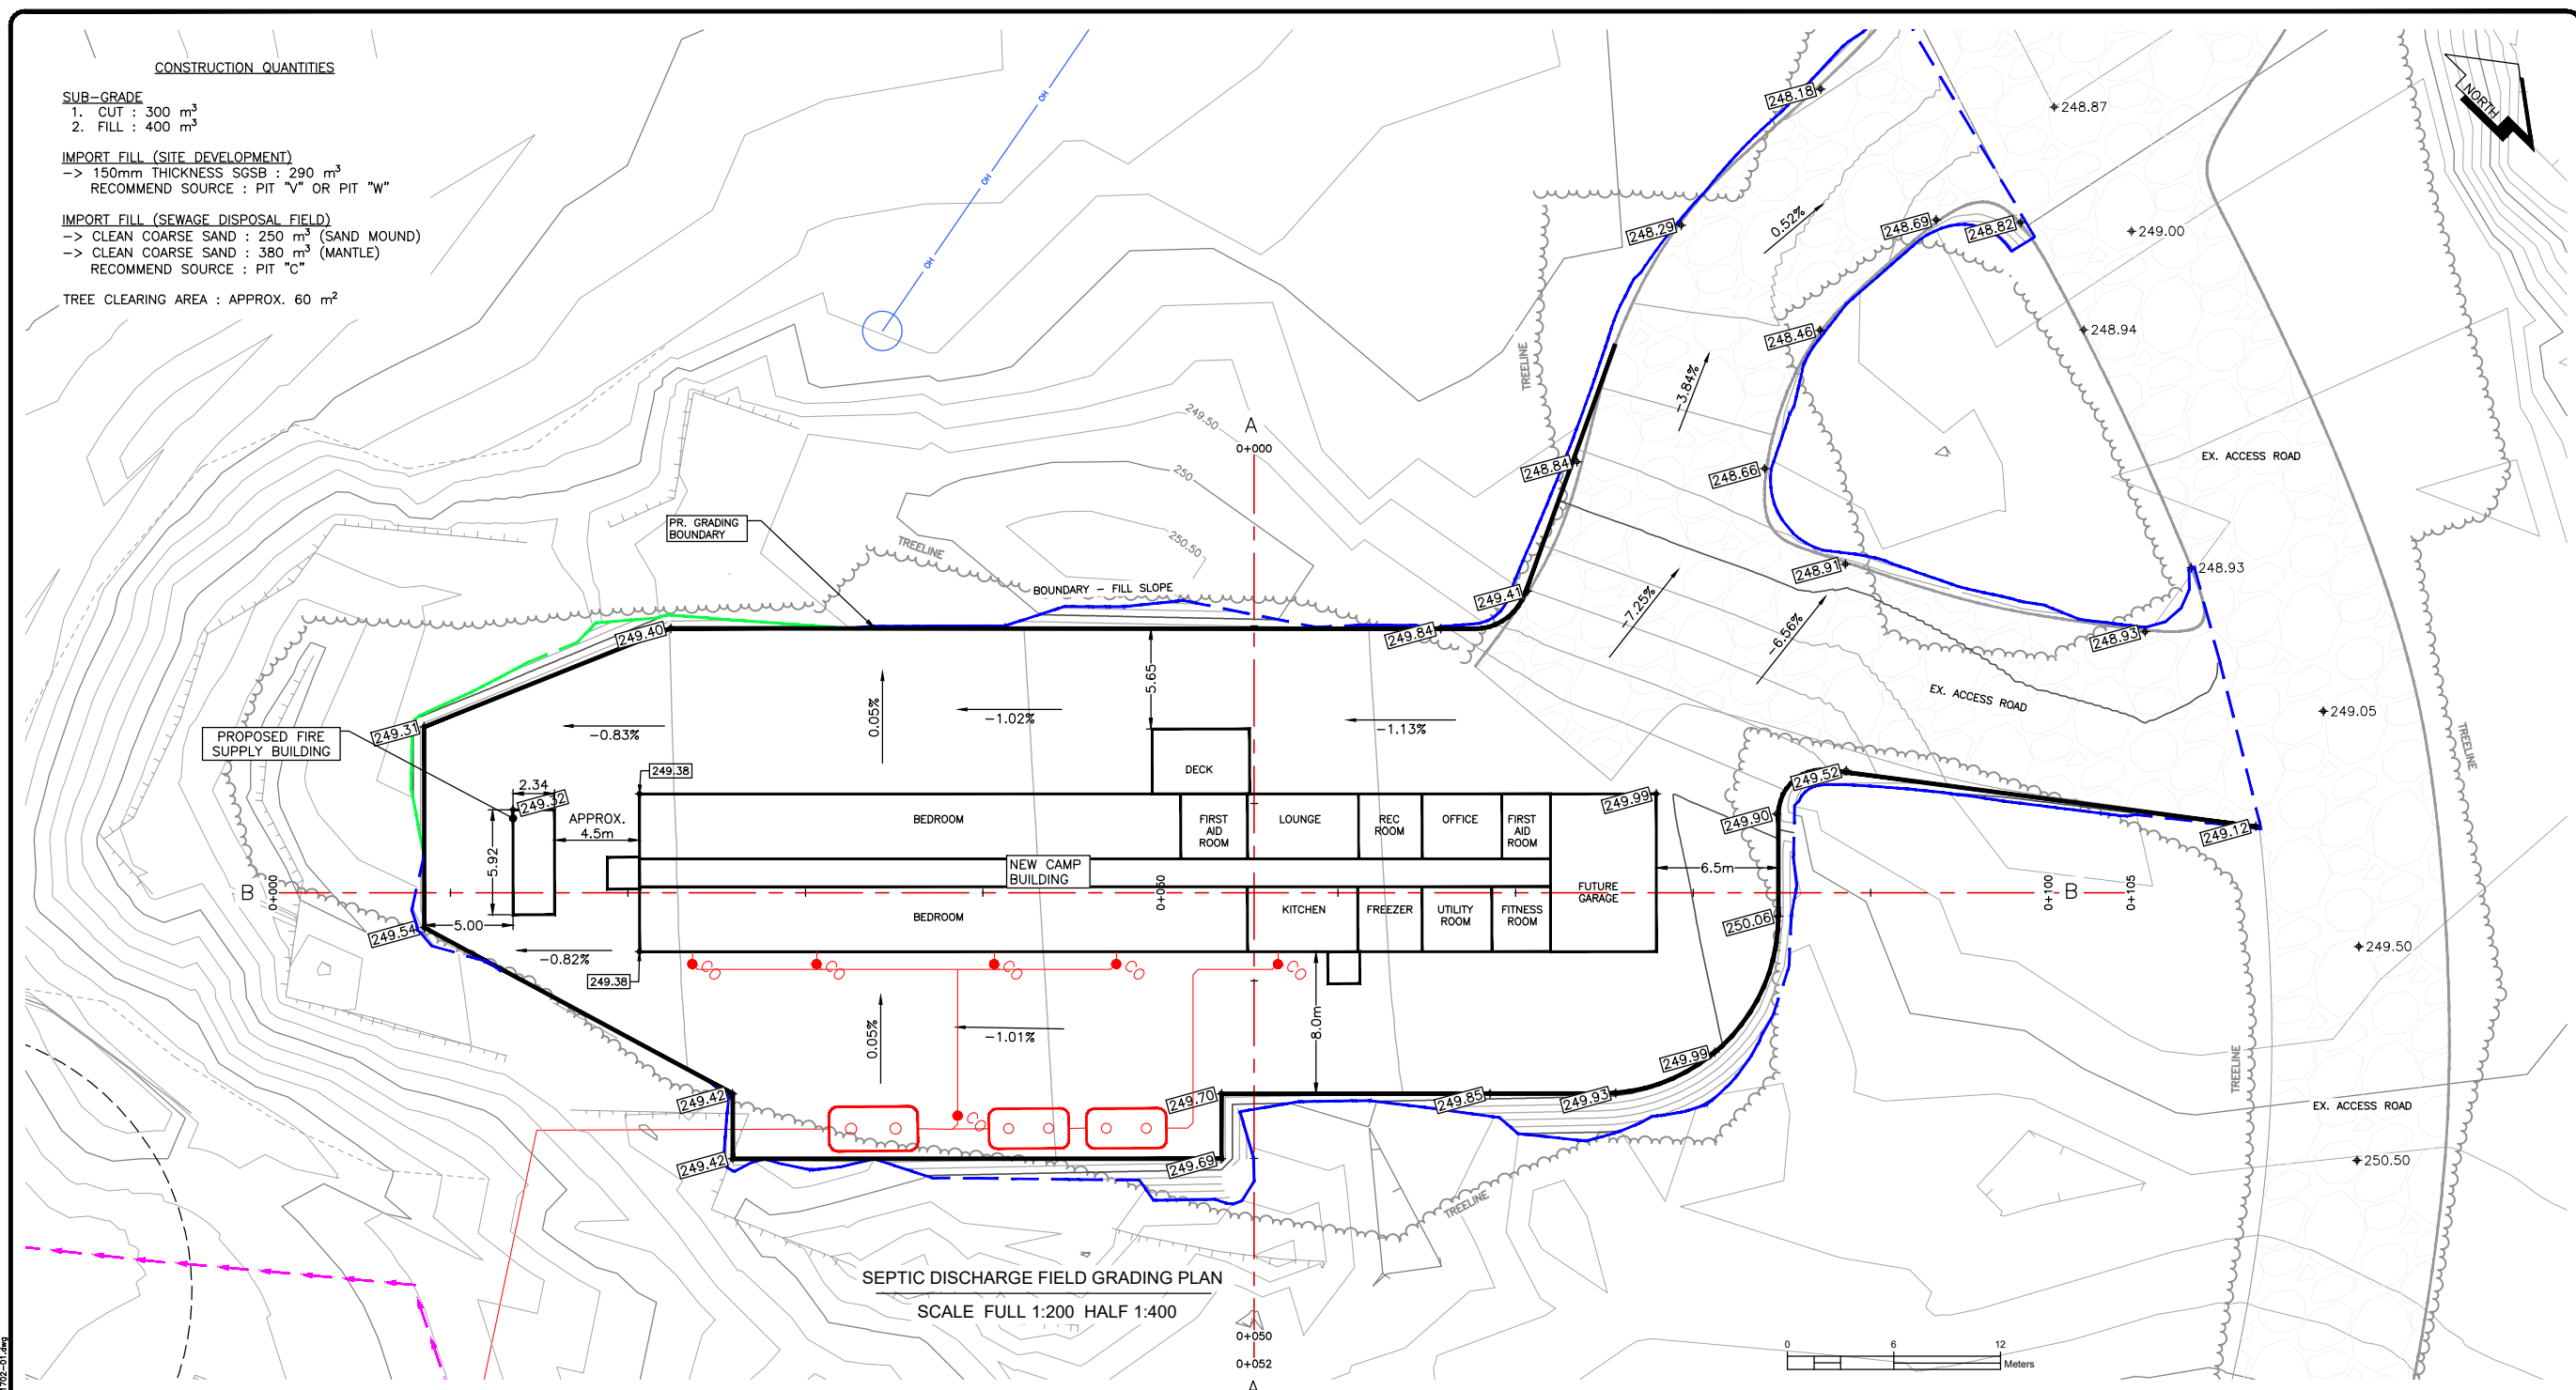 CONSTRUCTION QUANTITIES
SUB-GRADE
1. CUT : 300 m³
2. FILL : 400 m³
IMPORT FILL (SITE DEVELOPMENT)
-> 150mm THICKNESS SGSB : 290 m³
RECOMMEND SOURCE : PIT "V" OR PIT "W"
IMPORT FILL (SEWAGE DISPOSAL FIELD)
-> CLEAN COARSE SAND : 250 m³ (SAND MOUND)
-> CLEAN COARSE SAND : 380 m³ (MANTLE)
RECOMMEND SOURCE : PIT "C"
TREE CLEARING AREA : APPROX. 60 m²
OH
OH
OH
NORTH
248.18
248.87
248.29
0.52%
248.69
248.82
249.00
248.46
248.94
TREELINE
-3.84%
249.50
A
0+000
248.84
248.66
EX. ACCESS ROAD
250
250.50
PR. GRADING
BOUNDARY
TREELINE
BOUNDARY - FILL SLOPE
249.41
-7.25%
248.91
248.93
-6.56%
248.93
249.40
249.84
5.65
EX. ACCESS ROAD
249.05
TREELINE
249.31
-0.83%
0.05%
-1.02%
-1.13%
PROPOSED FIRE
SUPPLY BUILDING
249.38
DECK
2.34
249.32
249.52
249.99
249.90
249.12
APPROX.
4.5m
5.92
BEDROOM
FIRST
AID
ROOM
LOUNGE
REC
ROOM
OFFICE
FIRST
AID
ROOM
NEW CAMP
BUILDING
6.5m
B
0+000
0+050
FUTURE
GARAGE
0+100
B
0+105
BEDROOM
KITCHEN
FREEZER
UTILITY
ROOM
FITNESS
ROOM
250.06
249.54
5.00
249.50
-0.82%
249.38
CO
CO
CO
CO
CO
0.05%
-1.01%
8.0m
249.99
249.42
CO
249.70
249.85
249.93
TREELINE
EX. ACCESS ROAD
249.42
249.69
250.50
TREELINE
SEPTIC DISCHARGE FIELD GRADING PLAN
SCALE FULL 1:200 HALF 1:400
0+050
0+052
A
0 6 12
Meters
1702-01.dwg